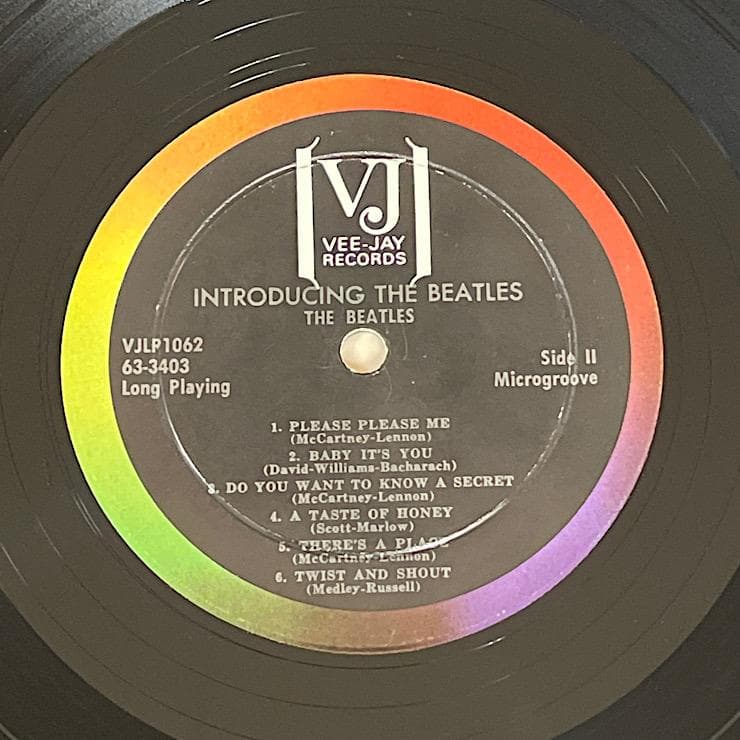 VJ
VEE-JAY
RECORDS
INTRODUCING THE BEATLES
THE BEATLES
VJLP1062
63-3403
Long Playing
Side II
Microgroove
1. PLEASE PLEASE ME
(McCartney-Lennon)
2. BABY IT'S YOU
(David-Williams-Bacharach)
3. DO YOU WANT TO KNOW A SECRET
(McCartney-Lennon)
4. A TASTE OF HONEY
(Scott-Marlow)
5. THERE'S A PLACE
(McCartney-Lennon)
6. TWIST AND SHOUT
(Medley-Russell)